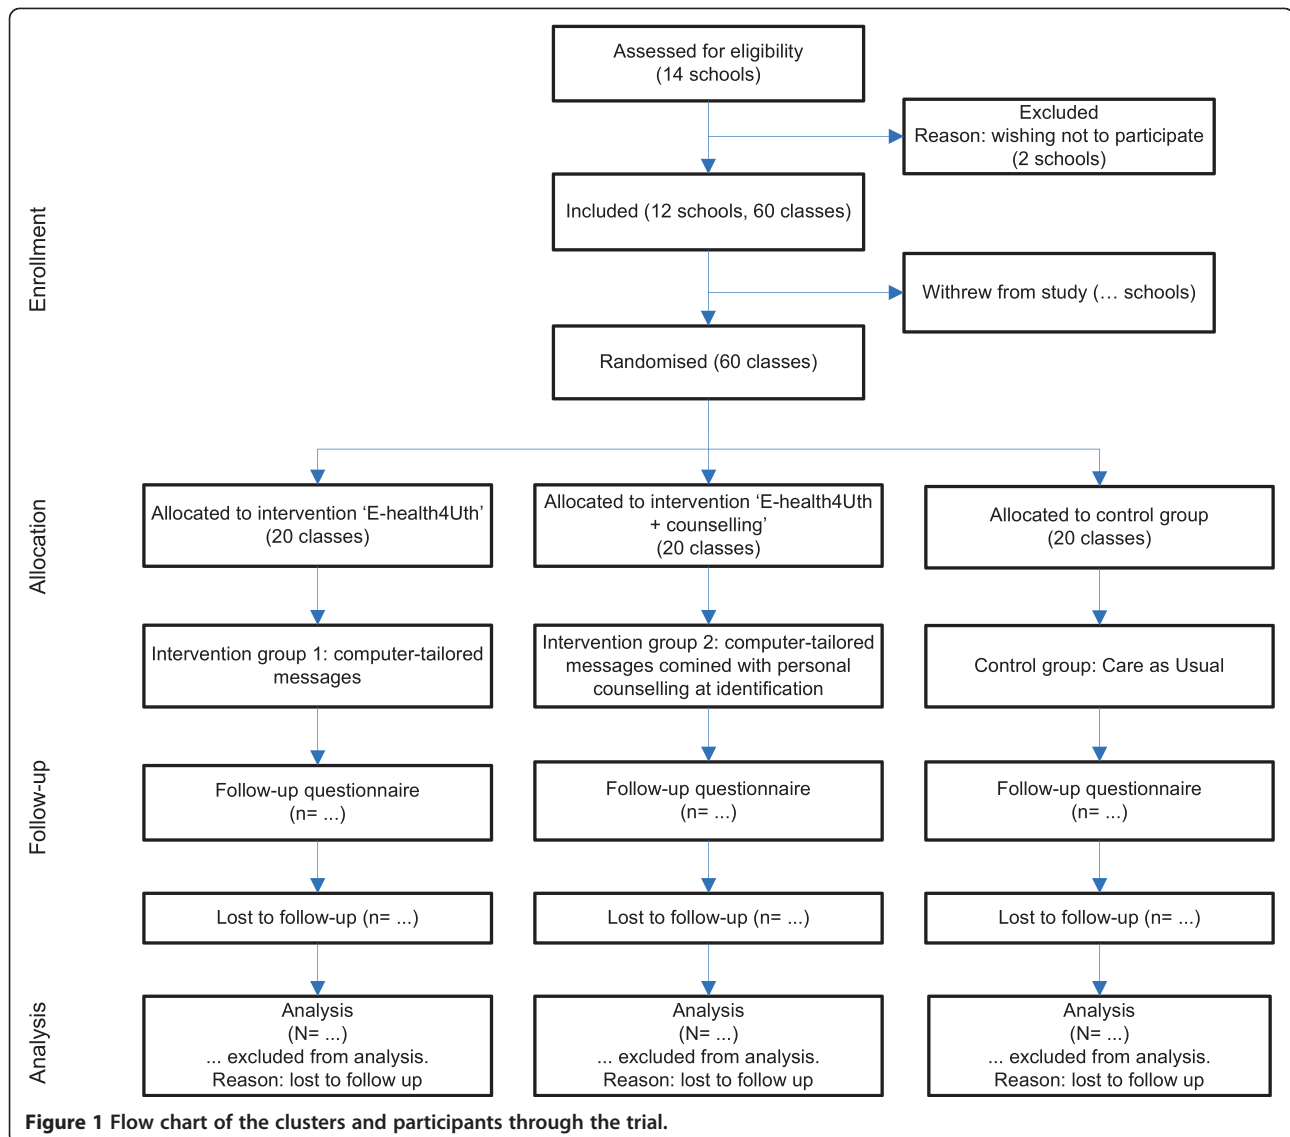 Assessed for eligibility
(14 schools)
Excluded
Reason: wishing not to participate
(2 schools)
Included (12 schools, 60 classes)
Enrollment
Withrew from study (... schools)
Randomised (60 classes)
Allocation
Allocated to intervention ‘E-health4Uth’
(20 classes)
Allocated to intervention ‘E-health4Uth
+ counselling’
(20 classes)
Allocated to control group
(20 classes)
Intervention group 1: computer-tailored
messages
Intervention group 2: computer-tailored
messages comined with personal
counselling at identification
Control group: Care as Usual
Follow-up
Follow-up questionnaire
(n= ...)
Follow-up questionnaire
(n= ...)
Follow-up questionnaire
(n= ...)
Lost to follow-up (n= ...)
Lost to follow-up (n= ...)
Lost to follow-up (n= ...)
Analysis
Analysis
(N= ...)
... excluded from analysis.
Reason: lost to follow up
Analysis
(N= ...)
... excluded from analysis.
Reason: lost to follow up
Analysis
(N= ...)
... excluded from analysis.
Reason: lost to follow up
Figure 1 Flow chart of the clusters and participants through the trial.